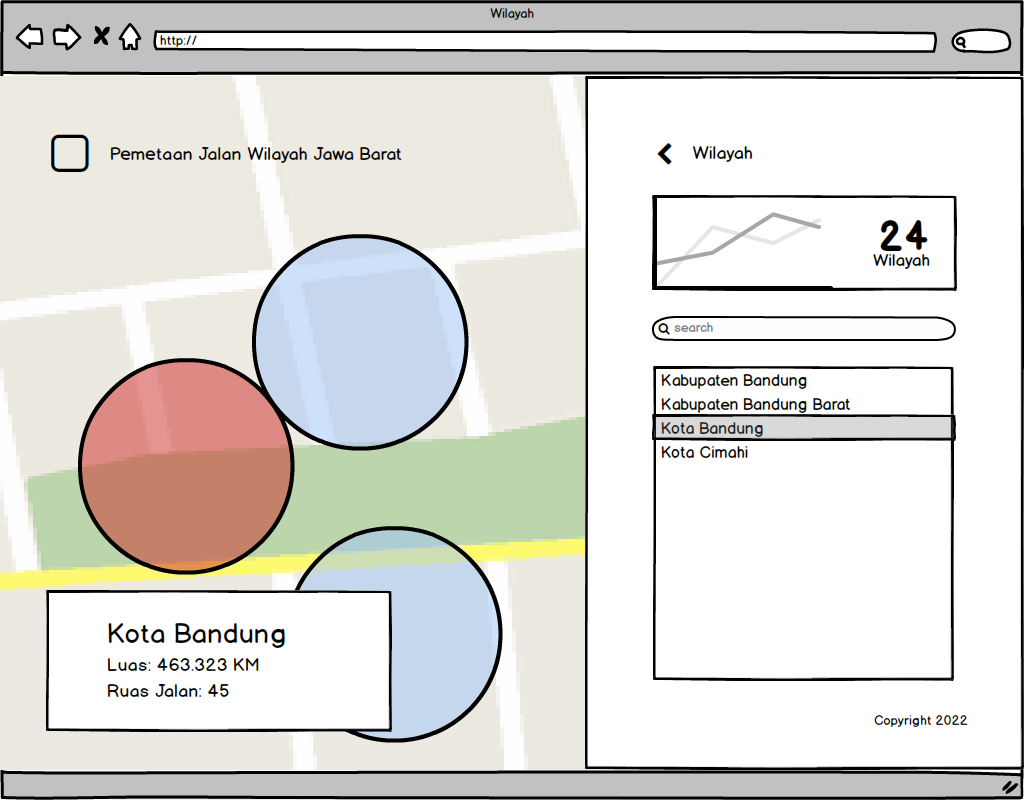 Wilayah
http://
Pemetaan Jalan Wilayah Jawa Barat
Kota Bandung
Luas: 463.323 KM
Ruas Jalan: 45
Wilayah
24
Wilayah
search
Kabupaten Bandung
Kabupaten Bandung Barat
Kota Bandung
Kota Cimahi
Copyright 2022